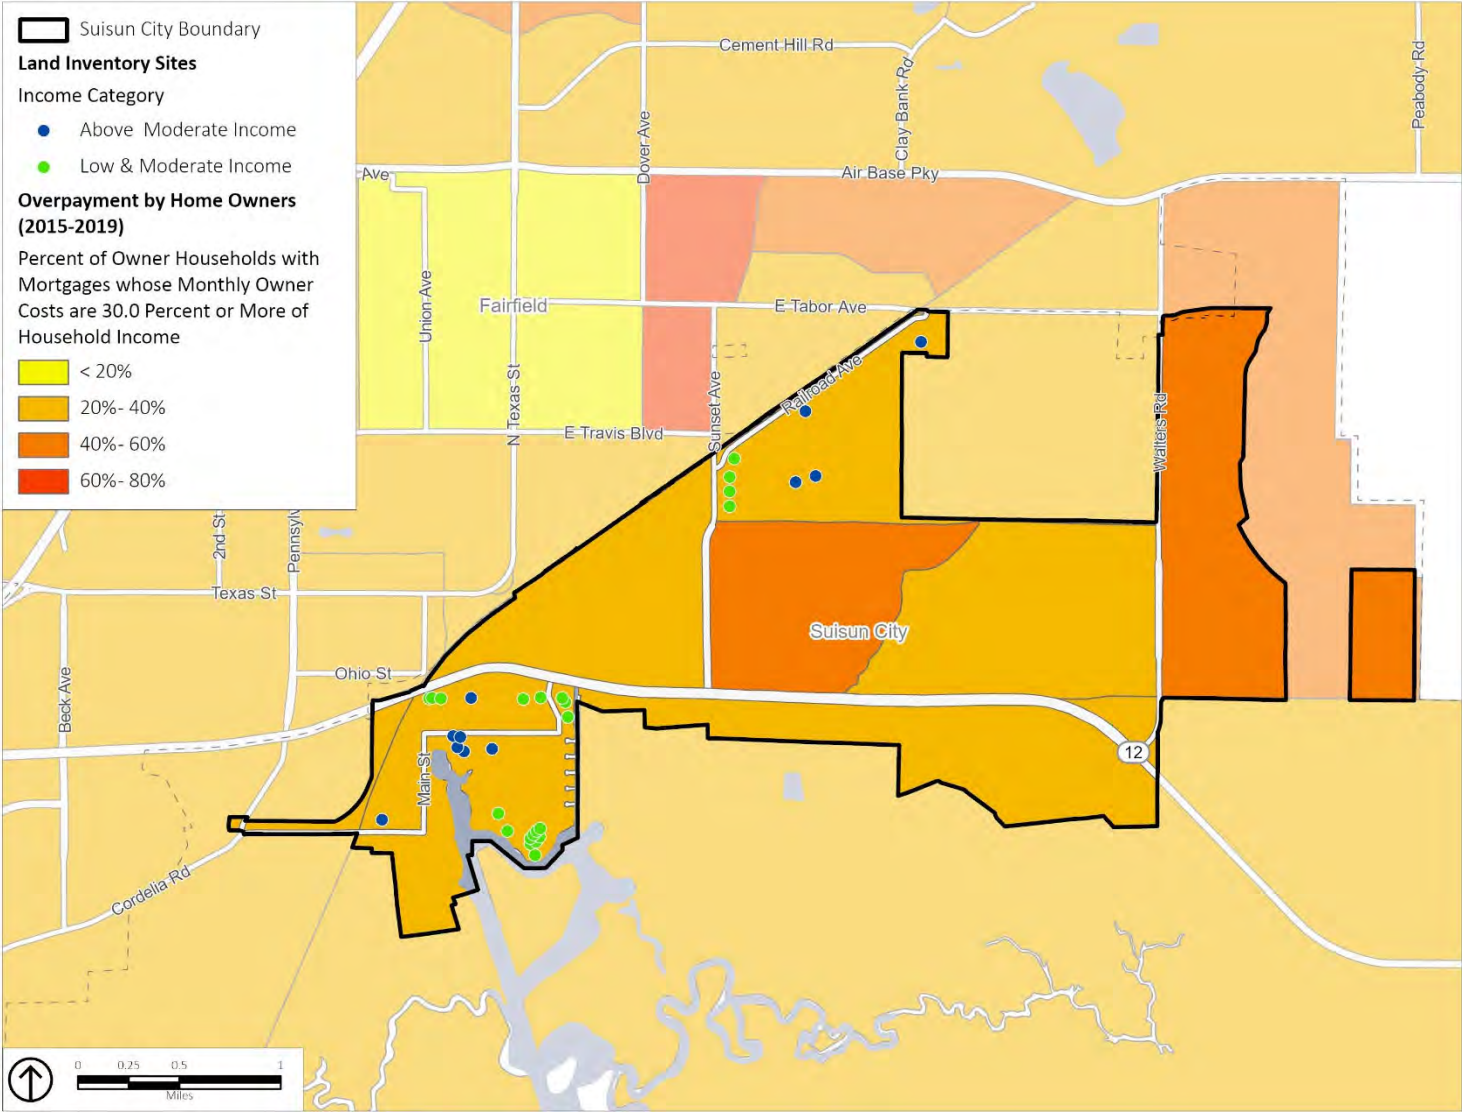 Suisun City Boundary
Land Inventory Sites
Income Category
Above Moderate Income
Low & Moderate Income
Overpayment by Home Owners
(2015-2019)
Percent of Owner Households with
Mortgages whose Monthly Owner
Costs are 30.0 Percent or More of
Household Income
< 20%
20%- 40%
40%- 60%
60%- 80%
Cement Hill Rd
Clay Bank Rd
Peabody Rd
Dover Ave
Ave
Air Base Pky
Union Ave
Fairfield
N Texas St
E Tabor Ave
Railroad Ave
Sunset Ave
E Travis Blvd
Walters Rd
2nd St
Pennsylv
Texas St
Suisun City
Ohio St
Beck Ave
Main St
12
Cordelia Rd
0 0.25 0.5 1
Miles